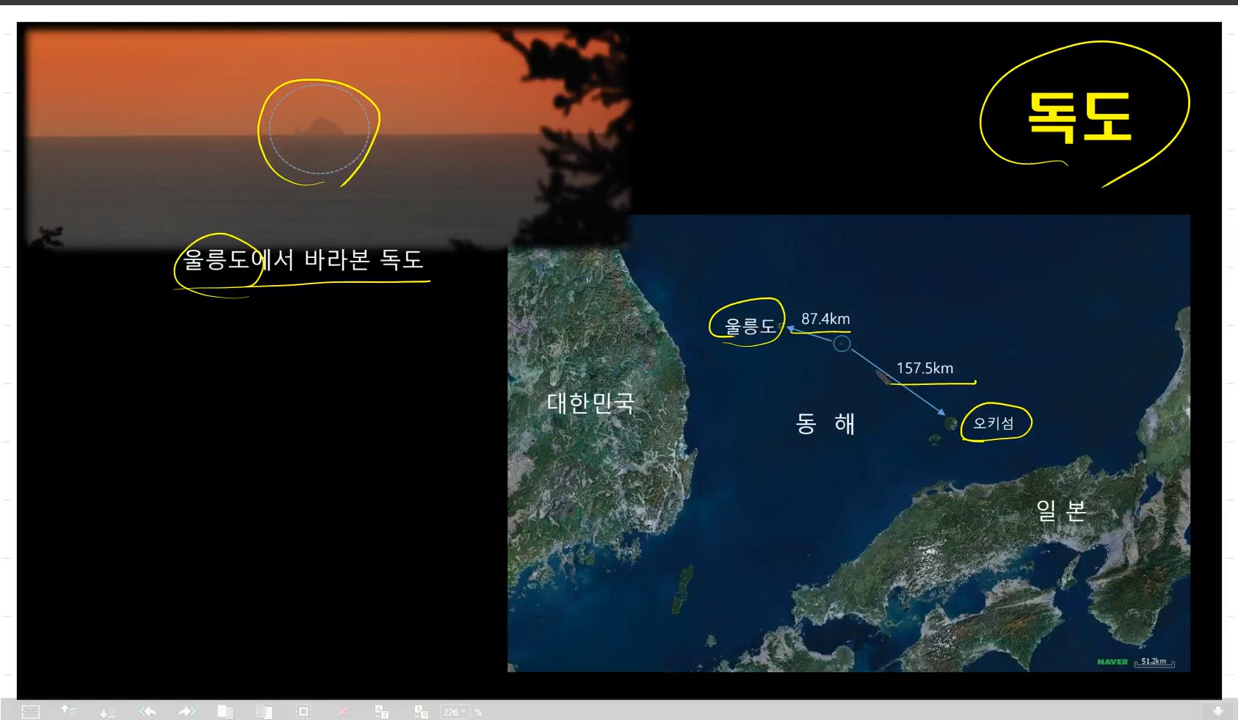 독도
울릉도에서 바라본 독도
울릉도
87.4km
157.5km
대한민국
동 해
오키섬
일 본
NAVER 51.2km
226 %